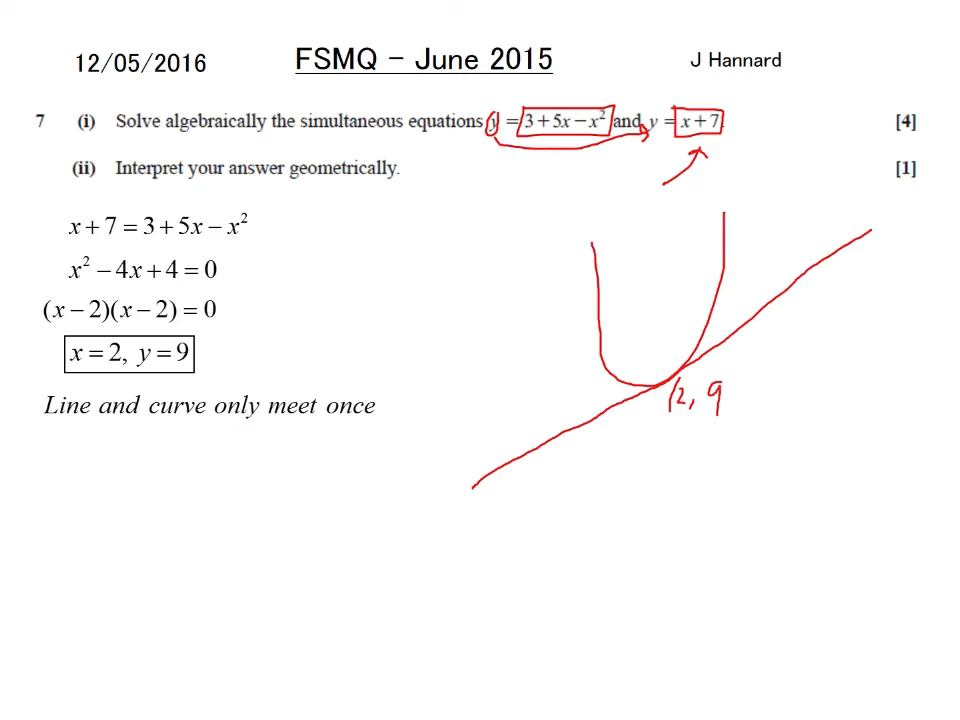 12/05/2016 FSMQ – June 2015 J Hannard
7 (i) Solve algebraically the simultaneous equations y = 3 + 5x − x² and y = x + 7. [4]
(ii) Interpret your answer geometrically. [1]
x + 7 = 3 + 5x − x²
x² − 4x + 4 = 0
(x − 2)(x − 2) = 0
x = 2, y = 9
(2, 9
Line and curve only meet once